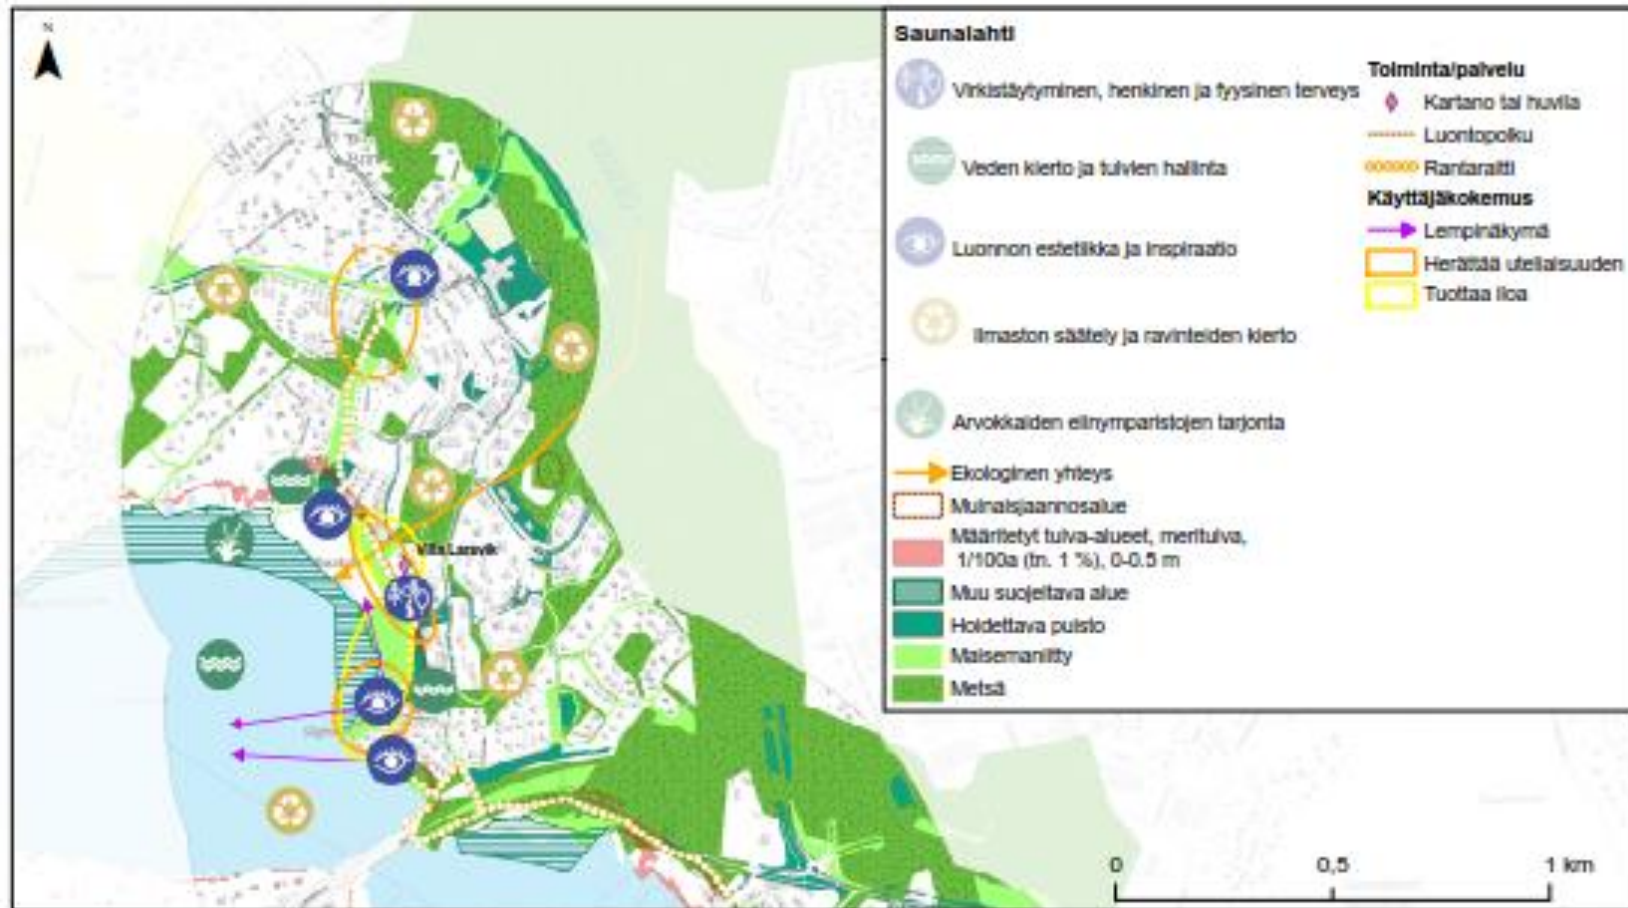 N
Saunalahti
Virkistäytyminen, henkinen ja fyysinen terveys
Veden kierto ja tulvien hallinta
Luonnon estetiikka ja inspiraatio
Ilmaston säätely ja ravinteiden kierto
Arvokkaiden elinymparistojen tarjonta
Ekologinen yhteys
Muinaisjaannosalue
Määritetyt tulva-alueet, meritulva,
1/100a (tn. 1 %), 0-0.5 m
Muu suojeltava alue
Hoidettava puisto
Maisemaniitty
Metsä
Toiminta/palvelu
Kartano tai huvila
Luontopolku
Rantaraitti
Käyttäjäkokemus
Lempinäkymä
Herättää uteliaisuuden
Tuottaa iloa
Villa Larsvik
0
0,5
1 km